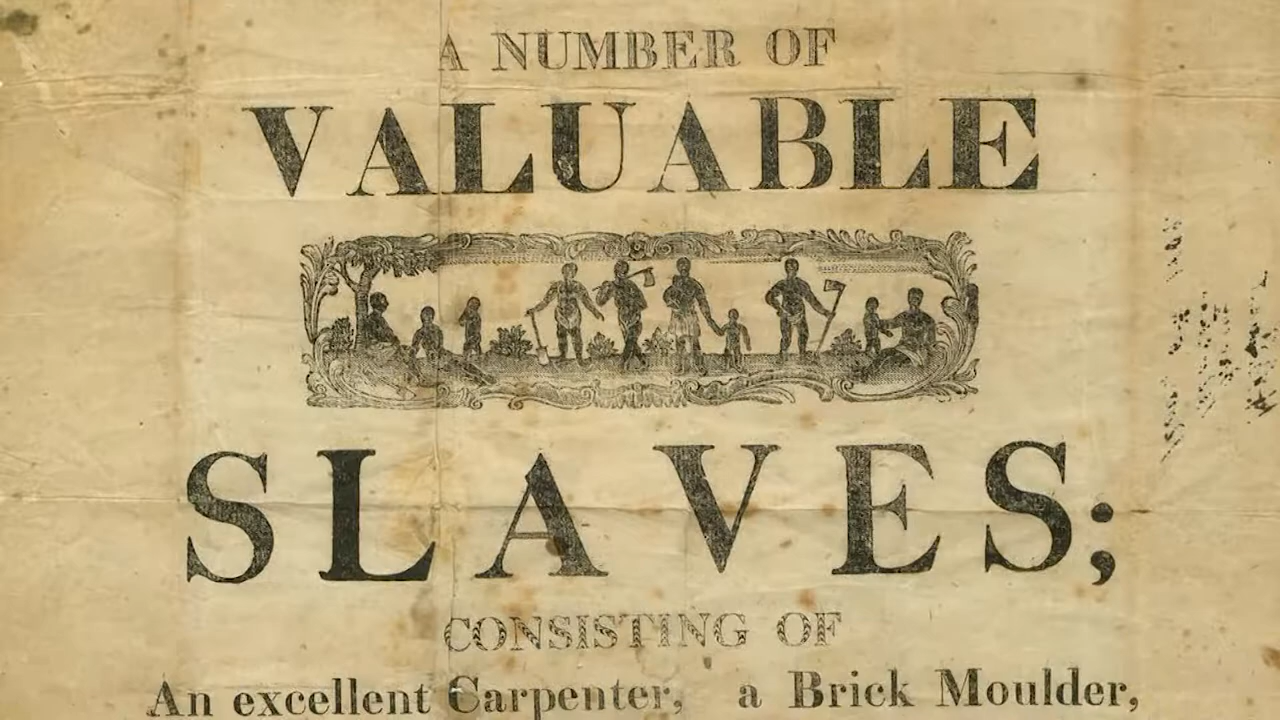 A NUMBER OF
VALUABLE
SLAVES;
CONSISTING OF
An excellent Carpenter, a Brick Moulder,